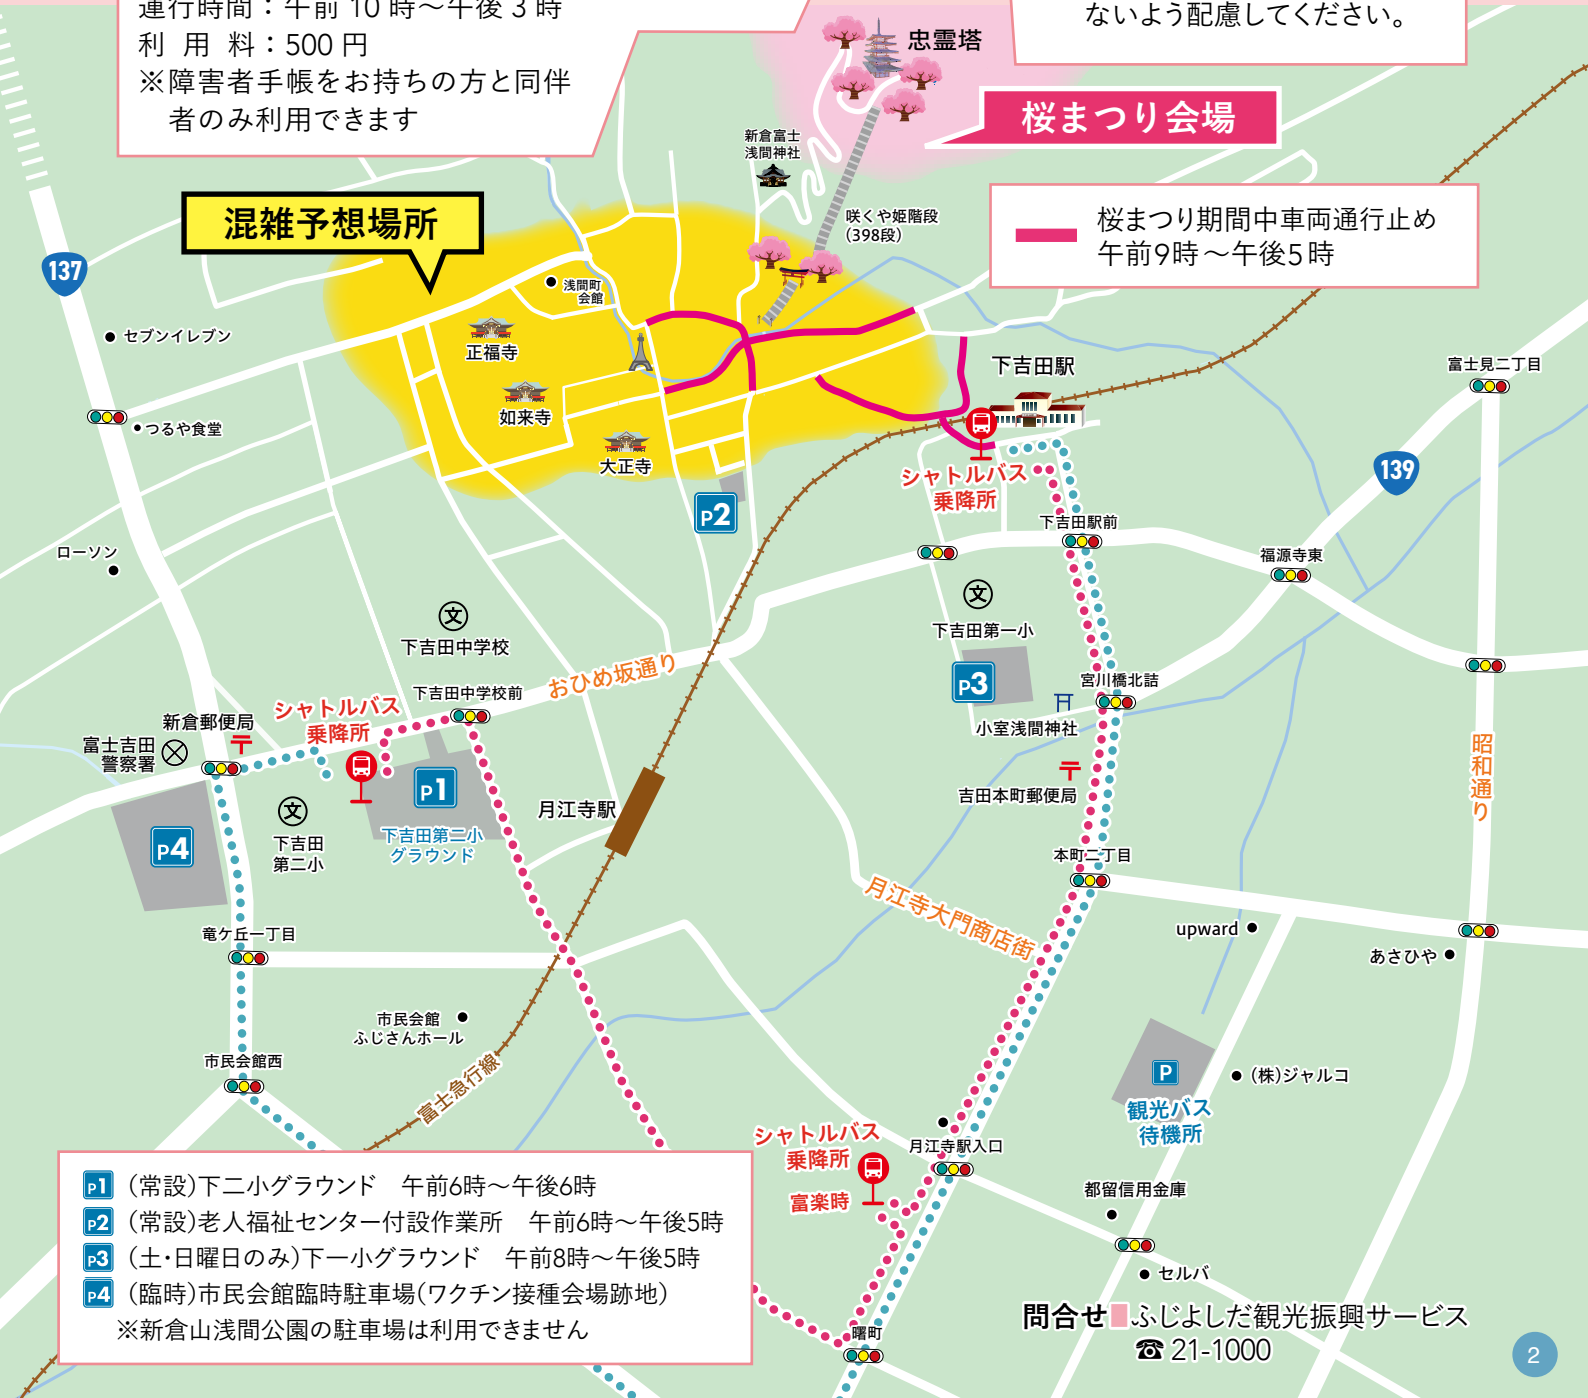 運行時間：午前10時～午後3時
利用料：500円
※障害者手帳をお持ちの方と同伴
者のみ利用できます
ないよう配慮してください。
忠霊塔
桜まつり会場
新倉富士
浅間神社
咲くや姫階段
(398段)
桜まつり期間中車両通行止め
午前9時～午後5時
混雑予想場所
137
セブンイレブン
つるや食堂
浅間町
会館
正福寺
如来寺
大正寺
P2
下吉田駅
シャトルバス
乗降所
富士見二丁目
139
下吉田駅前
福源寺東
ローソン
下吉田中学校
文
文
下吉田第一小
P3
おひめ坂通り
下吉田中学校前
宮川橋北詰
小室浅間神社
新倉郵便局
富士吉田
警察署
シャトルバス
乗降所
P1
下吉田第二小
グラウンド
P4
文
下吉田
第二小
月江寺駅
吉田本町郵便局
昭和通り
本町二丁目
月江寺大門商店街
upward
あさひや
竜ケ丘一丁目
市民会館
ふじさんホール
市民会館西
富士急行線
P
観光バス
待機所
(株)ジャルコ
シャトルバス
乗降所
富楽時
月江寺駅入口
都留信用金庫
セルバ
曙町
P1 (常設)下二小グラウンド 午前6時～午後6時
P2 (常設)老人福祉センター付設作業所 午前6時～午後5時
P3 (土・日曜日のみ)下一小グラウンド 午前8時～午後5時
P4 (臨時)市民会館臨時駐車場(ワクチン接種会場跡地)
※新倉山浅間公園の駐車場は利用できません
問合せ ふじよしだ観光振興サービス
☎ 21-1000
2